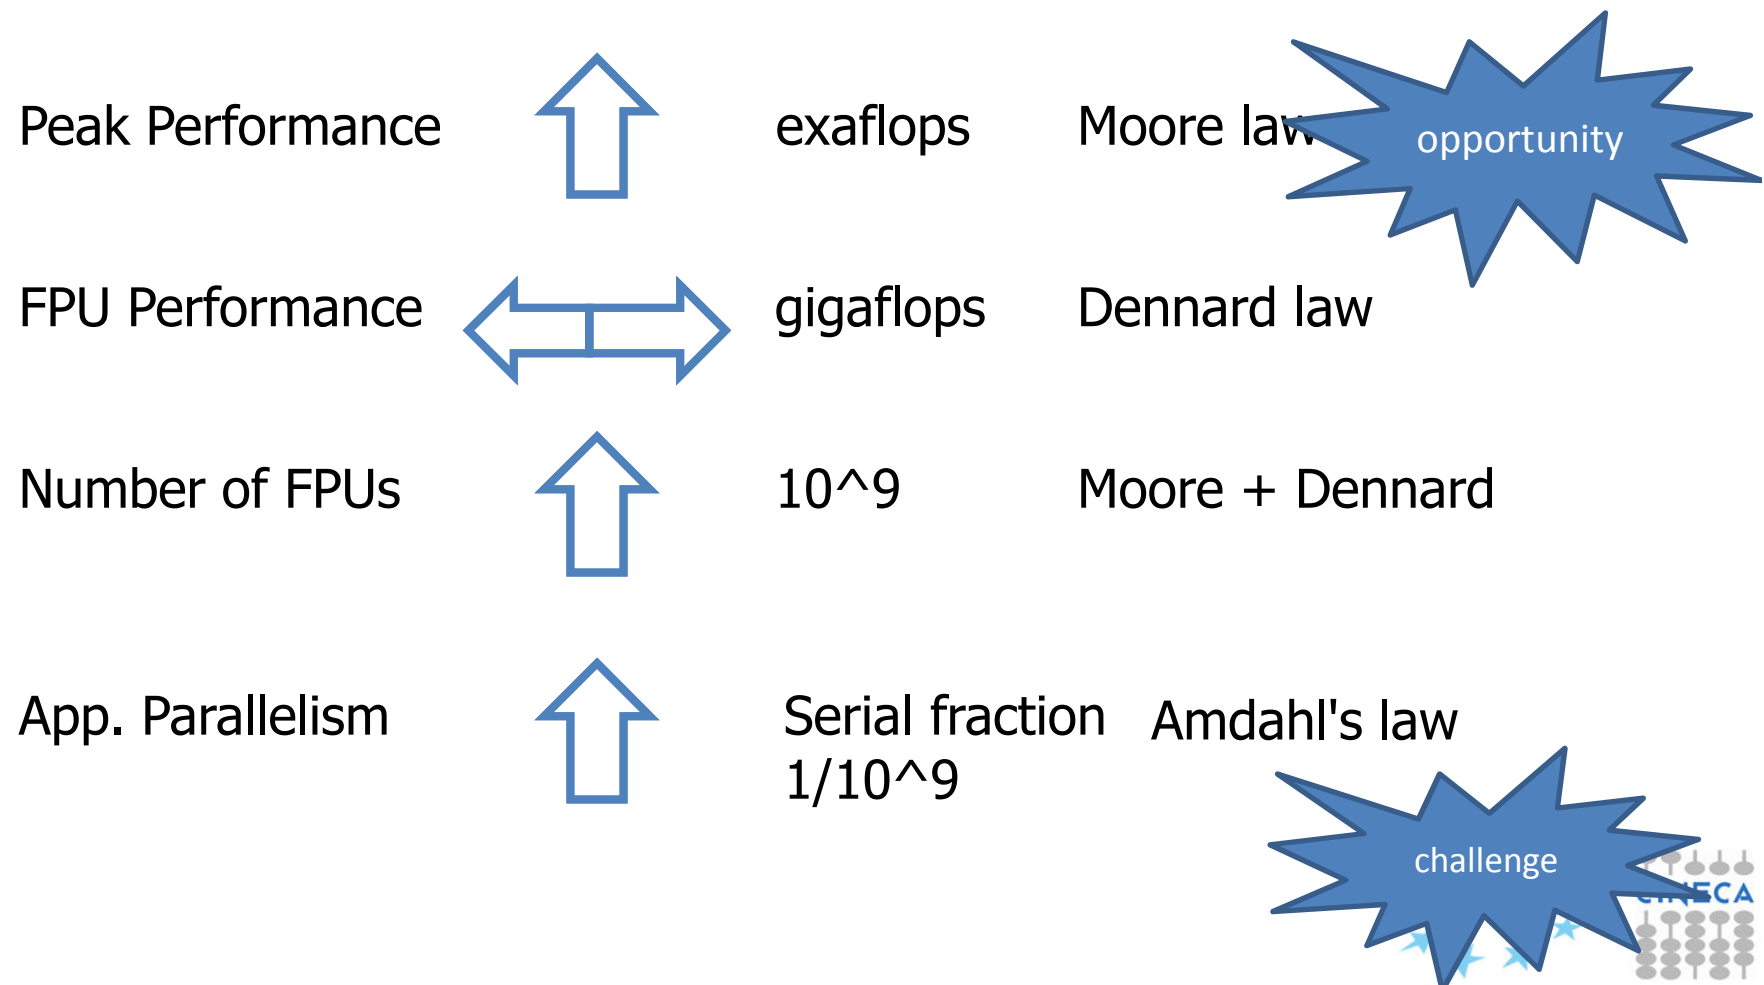 Peak Performance exaflops Moore law opportunity
FPU Performance gigaflops Dennard law
Number of FPUs 10^9 Moore + Dennard
App. Parallelism Serial fraction Amdahl's law
1/10^9
challenge
CINECA